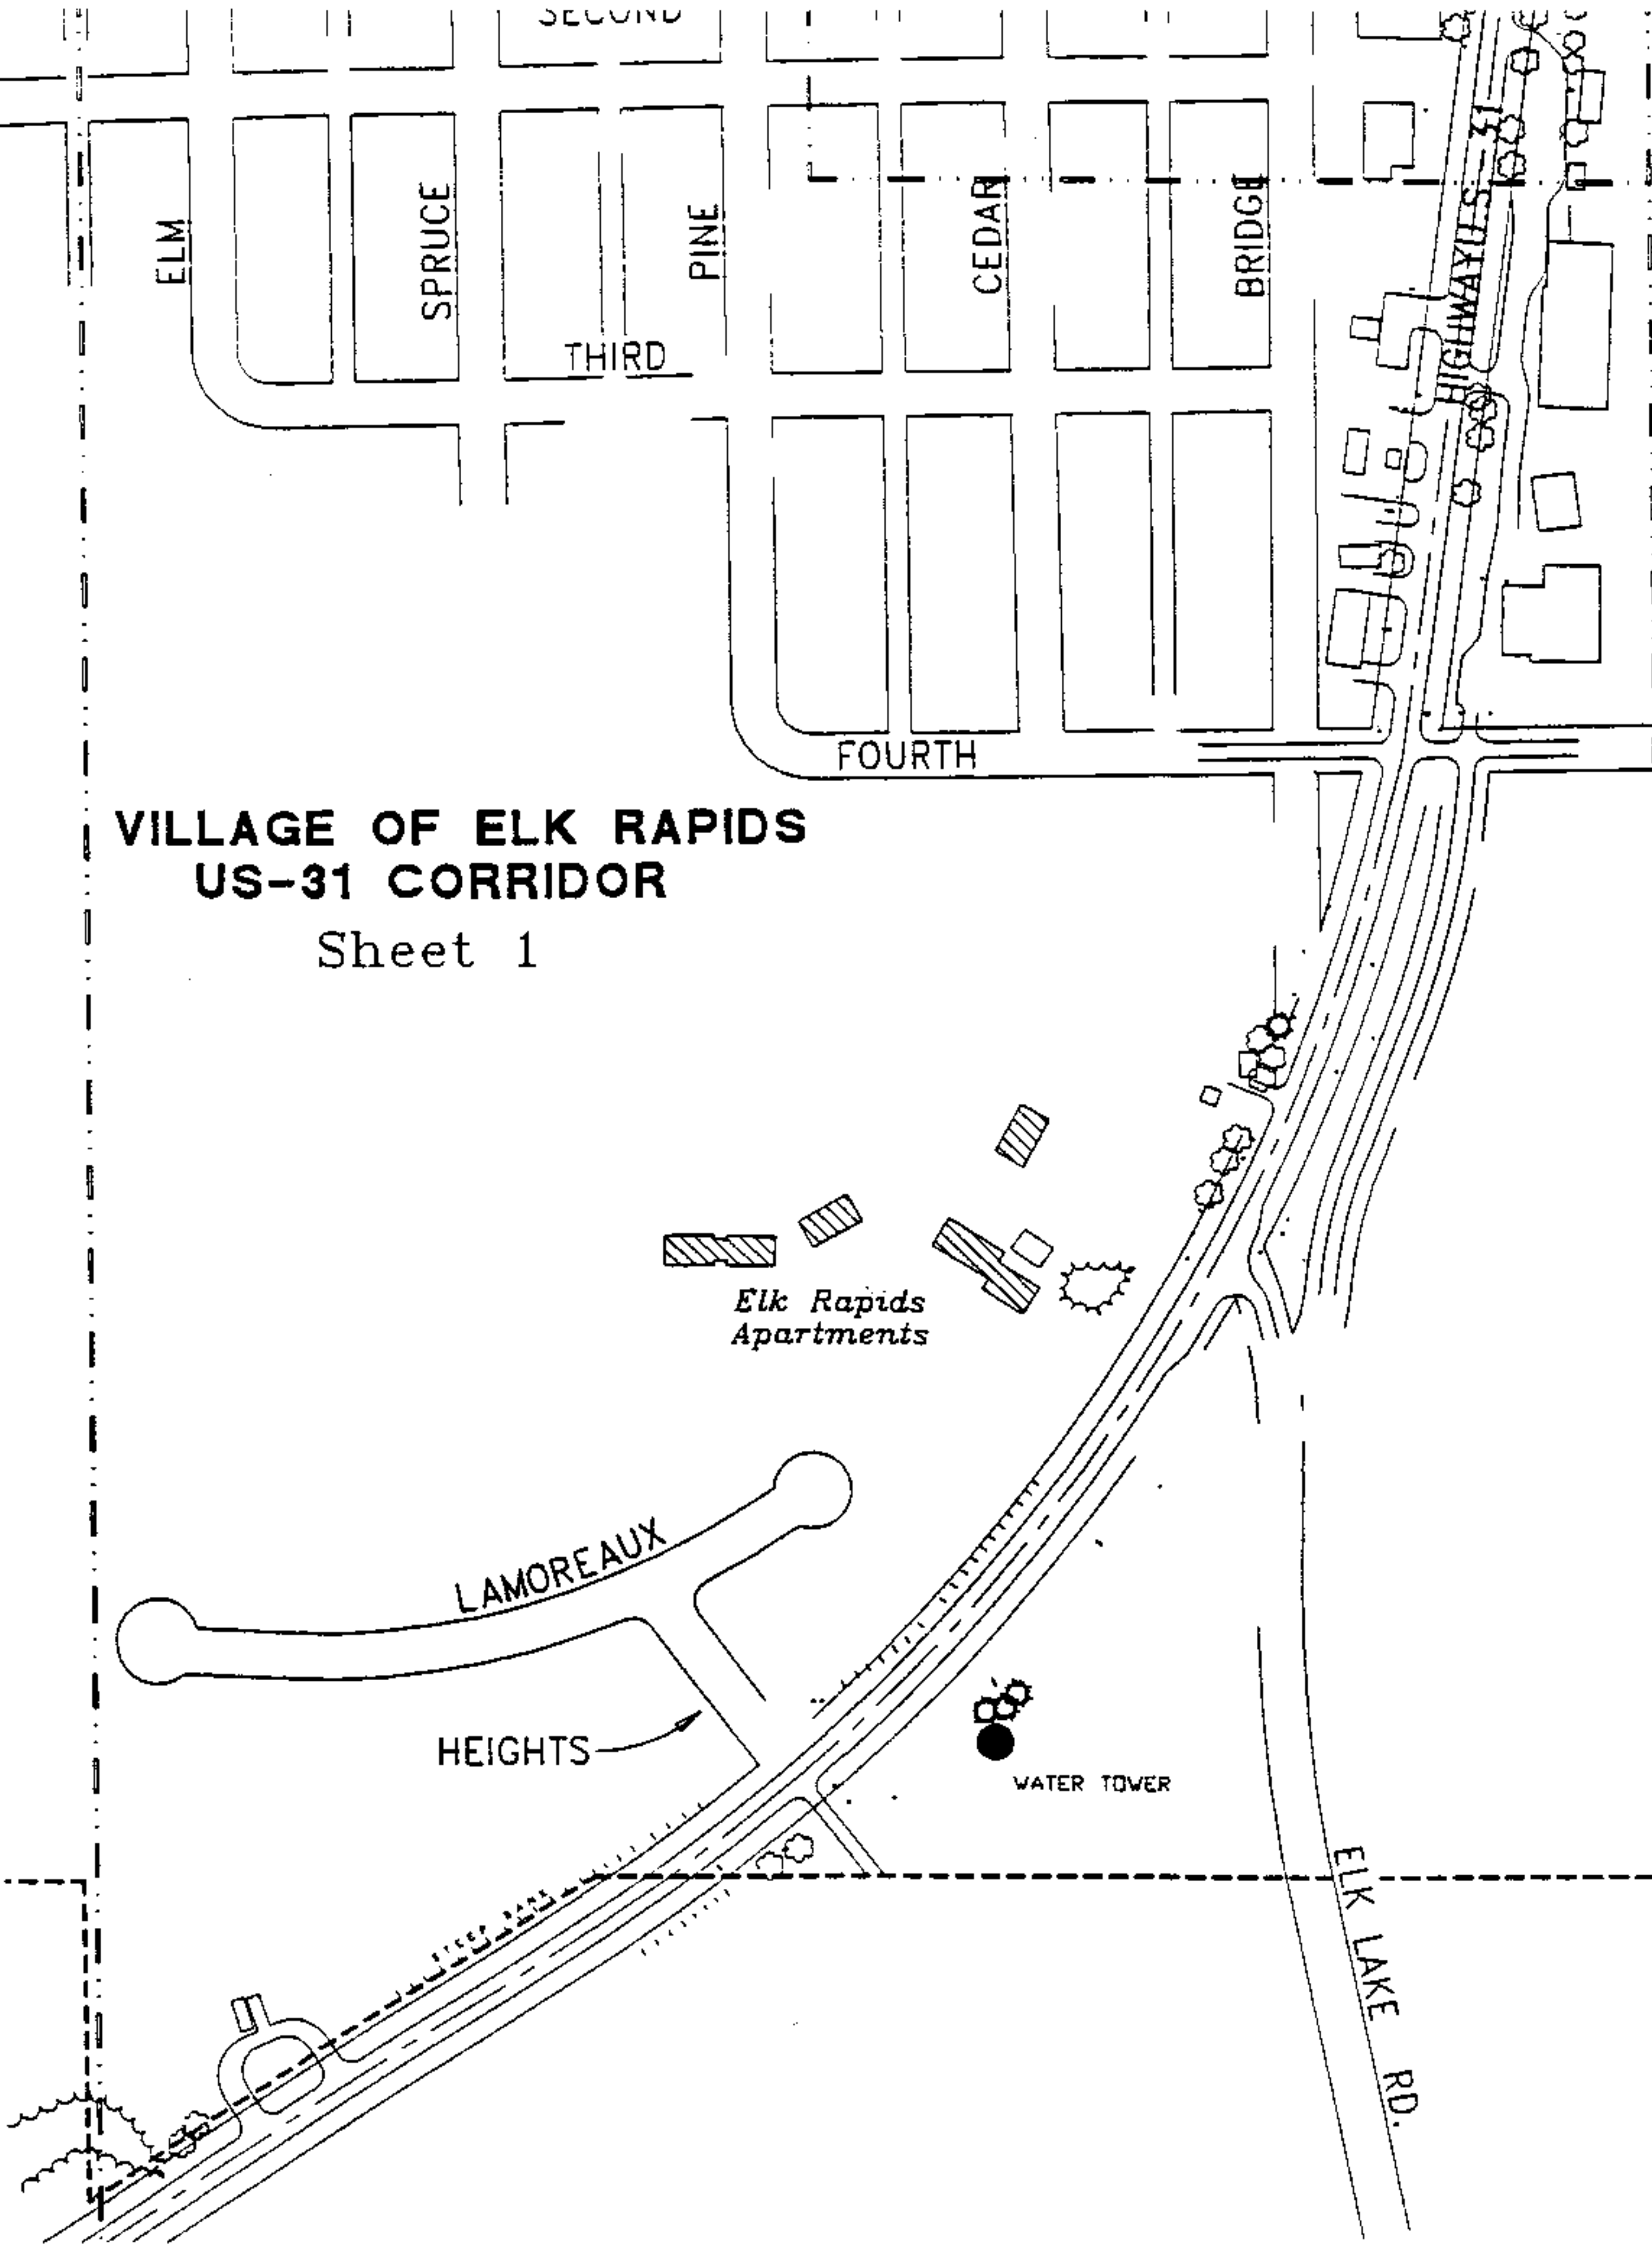 SECOND
ELM
SPRUCE
PINE
CEDAR
BRIDGE
HIGHWAY US-31
THIRD
FOURTH
VILLAGE OF ELK RAPIDS
US-31 CORRIDOR
Sheet 1
Elk Rapids
Apartments
LAMOREAUX
HEIGHTS
WATER TOWER
ELK LAKE RD.